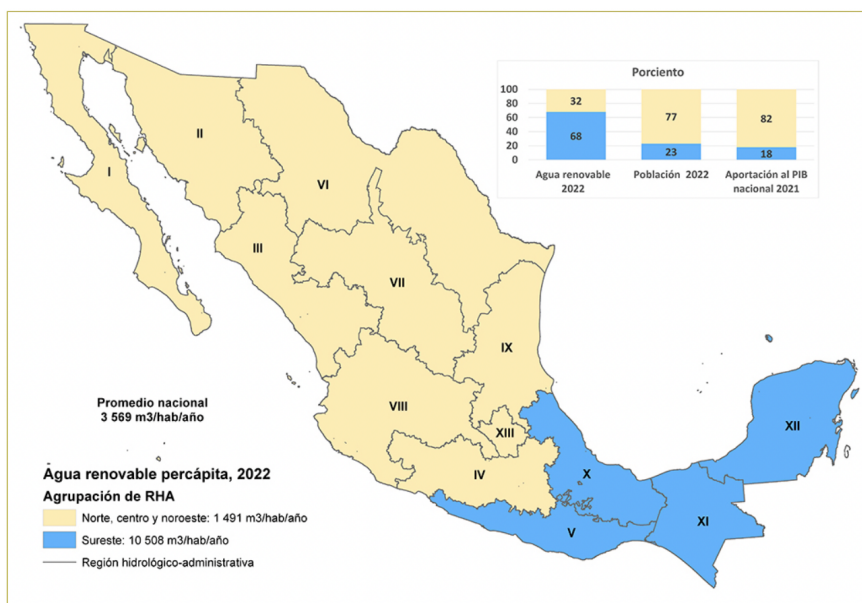 Porciento
100
80
60
40
20
0
32
68
77
23
82
18
Agua renovable
2022
Población 2022
Aportación al PIB
nacional 2021
I
II
VI
III
VII
IX
VIII
XIII
IV
X
V
XI
XII
Promedio nacional
3 569 m3/hab/año
Agua renovable percápita, 2022
Agrupación de RHA
Norte, centro y noroeste: 1 491 m3/hab/año
Sureste: 10 508 m3/hab/año
Región hidrológico-administrativa